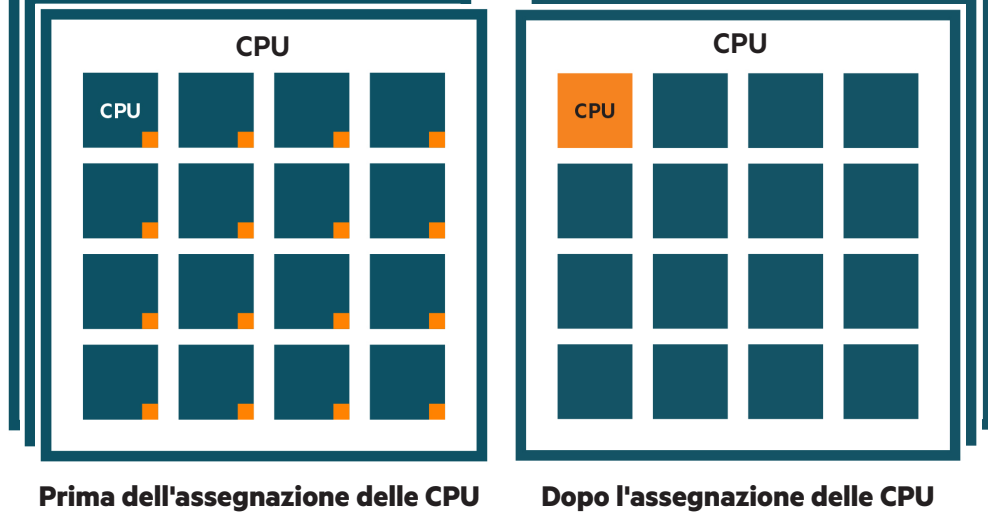 CPU
CPU
CPU
CPU
Prima dell'assegnazione delle CPU
Dopo l'assegnazione delle CPU